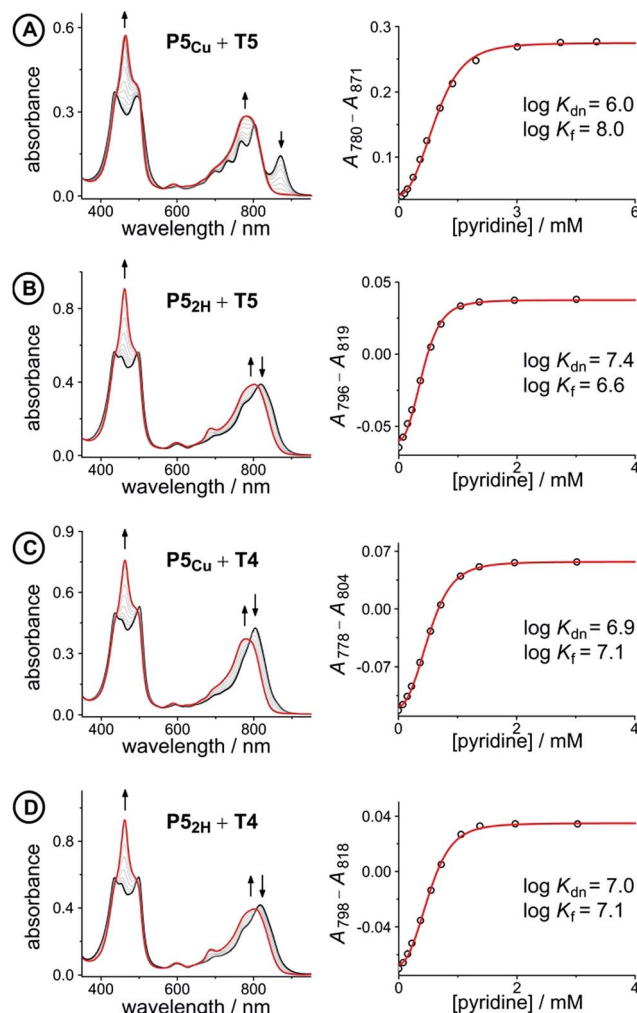 A
P5Cu + T5
absorbance
0.6
0.3
0.0
400
600
800
wavelength / nm
A780 – A871
0.3
0.2
0.1
0
3
6
[pyridine] / mM
log Kdn = 6.0
log Kf = 8.0
B
P52H + T5
absorbance
0.8
0.4
0.0
400
600
800
wavelength / nm
A796 – A819
0.05
0.00
-0.05
0
2
4
[pyridine] / mM
log Kdn = 7.4
log Kf = 6.6
C
P5Cu + T4
absorbance
0.9
0.6
0.3
0.0
400
600
800
wavelength / nm
A778 – A804
0.07
0.00
-0.07
0
2
4
[pyridine] / mM
log Kdn = 6.9
log Kf = 7.1
D
P52H + T4
absorbance
0.8
0.4
0.0
400
600
800
wavelength / nm
A798 – A818
0.04
0.00
-0.04
0
2
4
[pyridine] / mM
log Kdn = 7.0
log Kf = 7.1